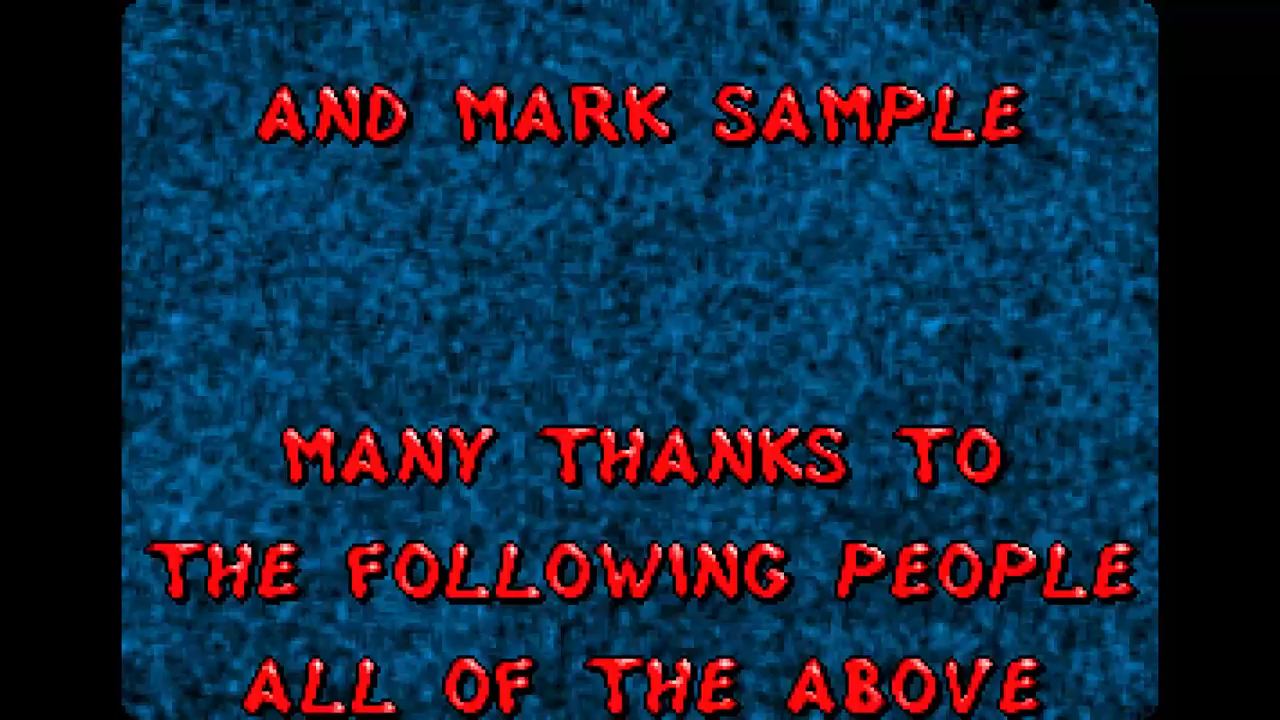 AND MARK SAMPLE
MANY THANKS TO
THE FOLLOWING PEOPLE
ALL OF THE ABOVE